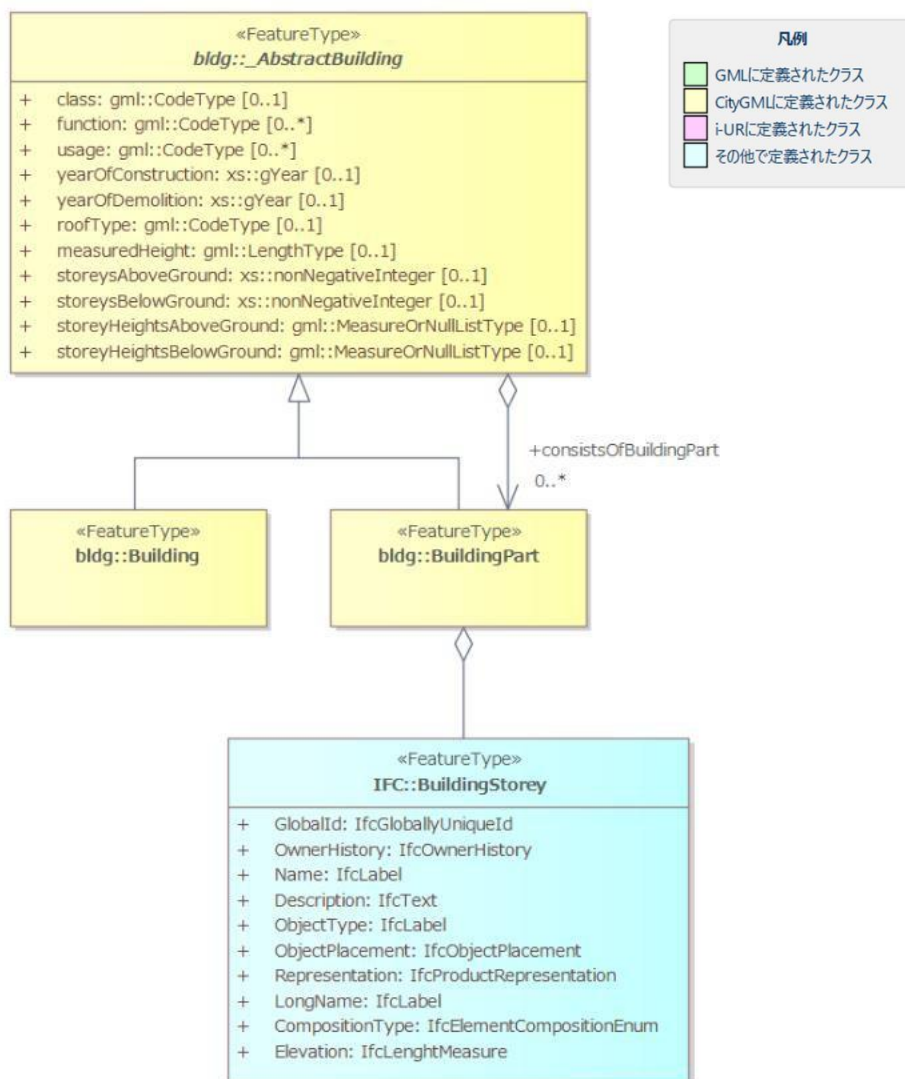 «FeatureType»
bldg::_AbstractBuilding
+ class: gml::CodeType [0..1]
+ function: gml::CodeType [0..*]
+ usage: gml::CodeType [0..*]
+ yearOfConstruction: xs::gYear [0..1]
+ yearOfDemolition: xs::gYear [0..1]
+ roofType: gml::CodeType [0..1]
+ measuredHeight: gml::LengthType [0..1]
+ storeysAboveGround: xs::nonNegativeInteger [0..1]
+ storeysBelowGround: xs::nonNegativeInteger [0..1]
+ storeyHeightsAboveGround: gml::MeasureOrNullListType [0..1]
+ storeyHeightsBelowGround: gml::MeasureOrNullListType [0..1]
凡例
GMLに定義されたクラス
CityGMLに定義されたクラス
i-URに定義されたクラス
その他で定義されたクラス
+consistsOfBuildingPart
0..*
«FeatureType»
bldg::Building
«FeatureType»
bldg::BuildingPart
«FeatureType»
IFC::BuildingStorey
+ GlobalId: IfcGloballyUniqueId
+ OwnerHistory: IfcOwnerHistory
+ Name: IfcLabel
+ Description: IfcText
+ ObjectType: IfcLabel
+ ObjectPlacement: IfcObjectPlacement
+ Representation: IfcProductRepresentation
+ LongName: IfcLabel
+ CompositionType: IfcElementCompositionEnum
+ Elevation: IfcLenghtMeasure